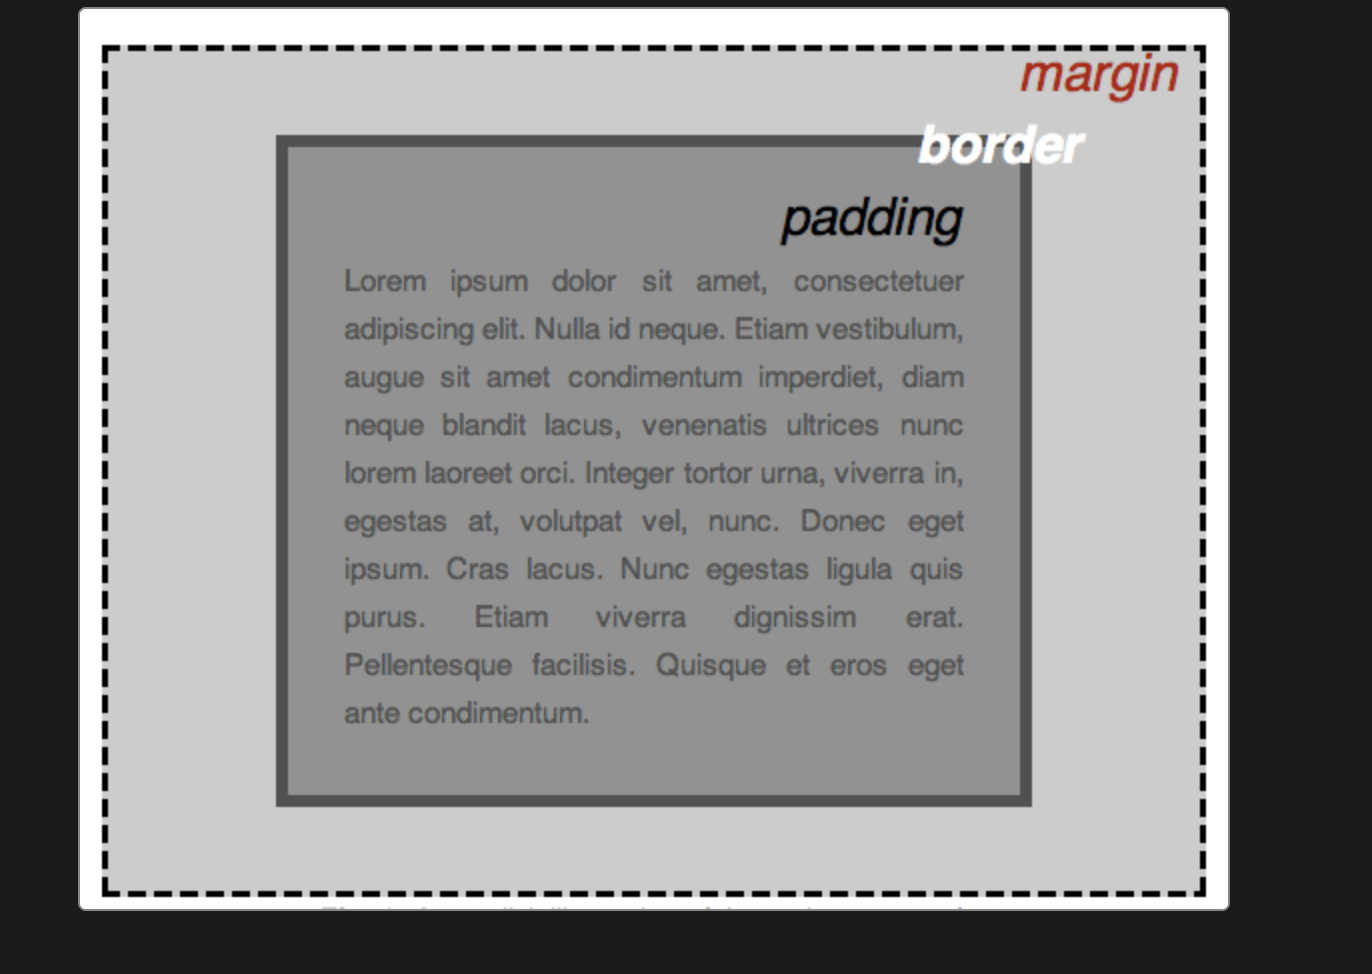 margin
border
padding
Lorem ipsum dolor sit amet, consectetuer
adipiscing elit. Nulla id neque. Etiam vestibulum,
augue sit amet condimentum imperdiet, diam
neque blandit lacus, venenatis ultrices nunc
lorem laoreet orci. Integer tortor urna, viverra in,
egestas at, volutpat vel, nunc. Donec eget
ipsum. Cras lacus. Nunc egestas ligula quis
purus. Etiam viverra dignissim erat.
Pellentesque facilisis. Quisque et eros eget
ante condimentum.